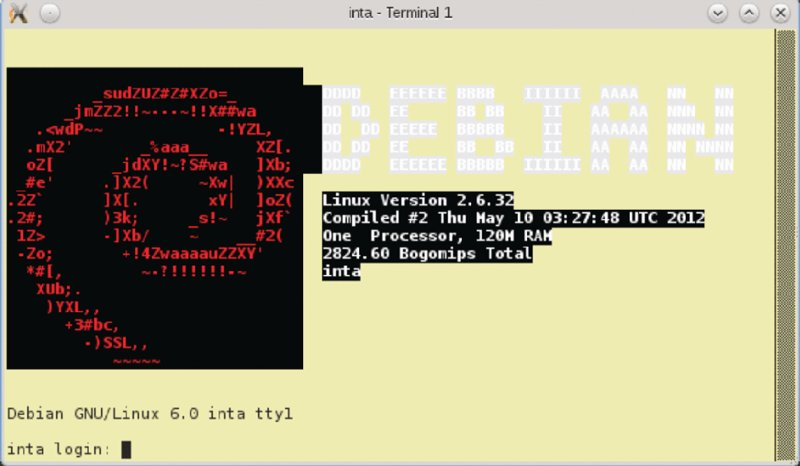 inta - Terminal 1
_sudZUZ#Z#XZo=_ DDDD EEEEEE BBBB IIIIII AAAA NN NN
_jmZZ2!!~---~!!X##wa DD DD EE BB BB II AA AA NNN NN
.<wdP~~ -!YZL, DD DD EEEEE BBBBB II AAAAAA NNNN NN
.mX2' _%aaa__ XZ[. DD DD EE BB BB II AA AA NN NNNN
oZ[ _jdXY!~?S#wa ]Xb; DDDD EEEEEE BBBBB IIIIII AA AA NN NN
_#e' .]X2( ~Xw| )XXc
.2Z` ]X[. xY| ]oZ( Linux Version 2.6.32
.2#; )3k; _s!~ jXf` Compiled #2 Thu May 10 03:27:48 UTC 2012
1Z> -]Xb/ ~ __#2( One Processor, 120M RAM
-Zo; +!4ZwaaaauZZXY' 2824.60 Bogomips Total
*#[, ~-?!!!!!!-~ inta
XUb;.
)YXL,,
+3#bc,
-)SSL,,
~~~~~
Debian GNU/Linux 6.0 inta tty1
inta login: